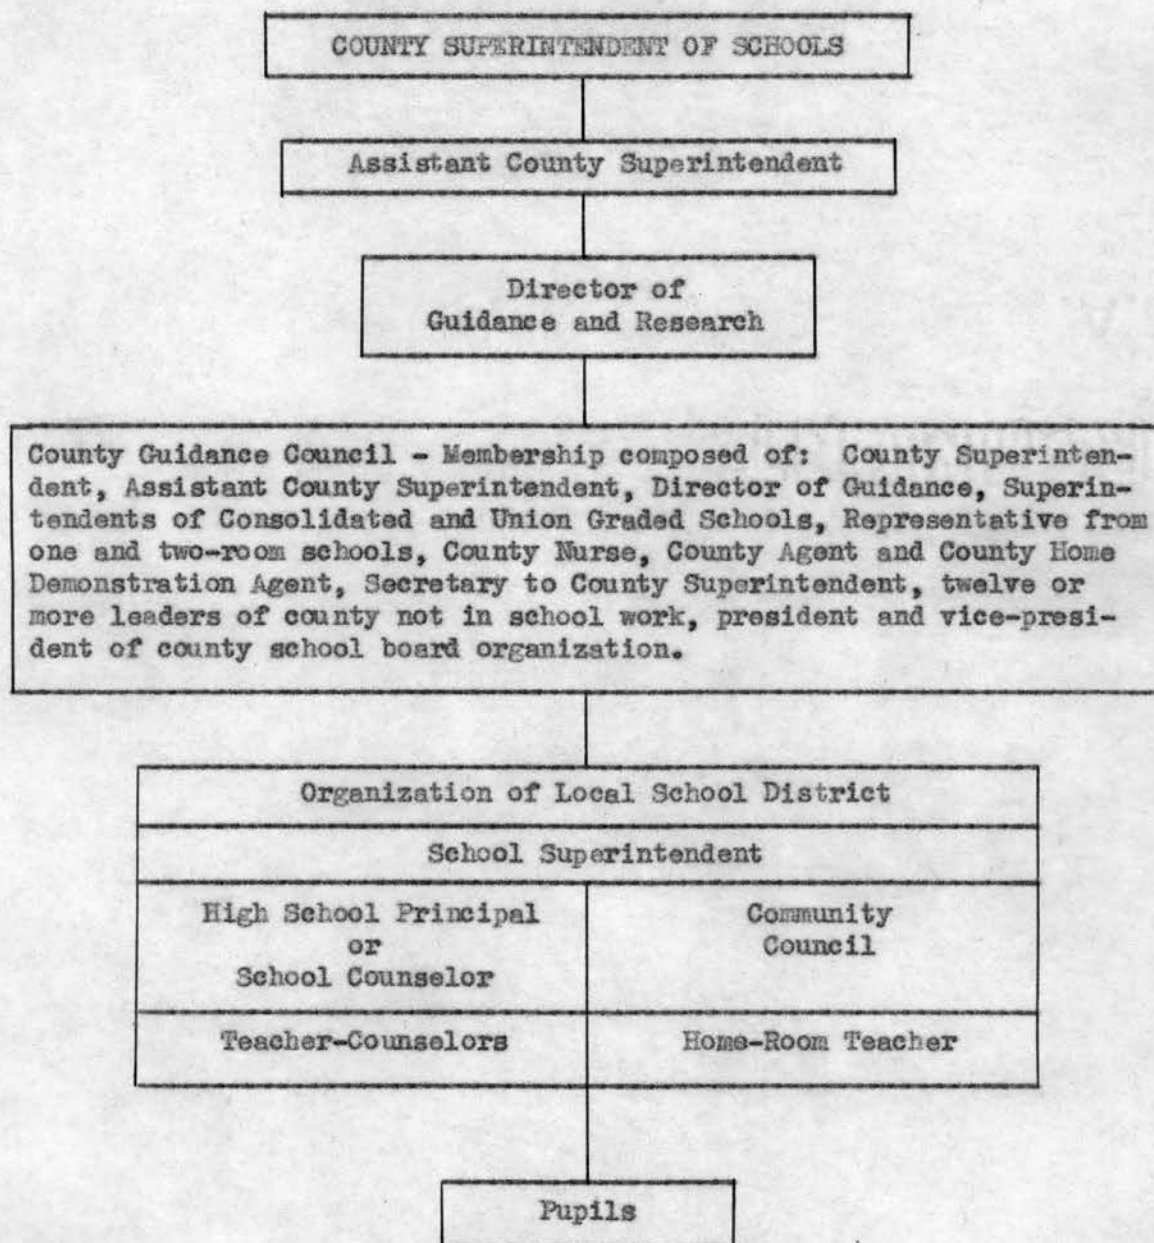 COUNTY SUPERINTENDENT OF SCHOOLS
Assistant County Superintendent
Director of
Guidance and Research
County Guidance Council - Membership composed of: County Superinten-
dent, Assistant County Superintendent, Director of Guidance, Superin-
tendents of Consolidated and Union Graded Schools, Representative from
one and two-room schools, County Nurse, County Agent and County Home
Demonstration Agent, Secretary to County Superintendent, twelve or
more leaders of county not in school work, president and vice-presi-
dent of county school board organization.
Organization of Local School District
School Superintendent
High School Principal
or
School Counselor
Community
Council
Teacher-Counselors
Home-Room Teacher
Pupils